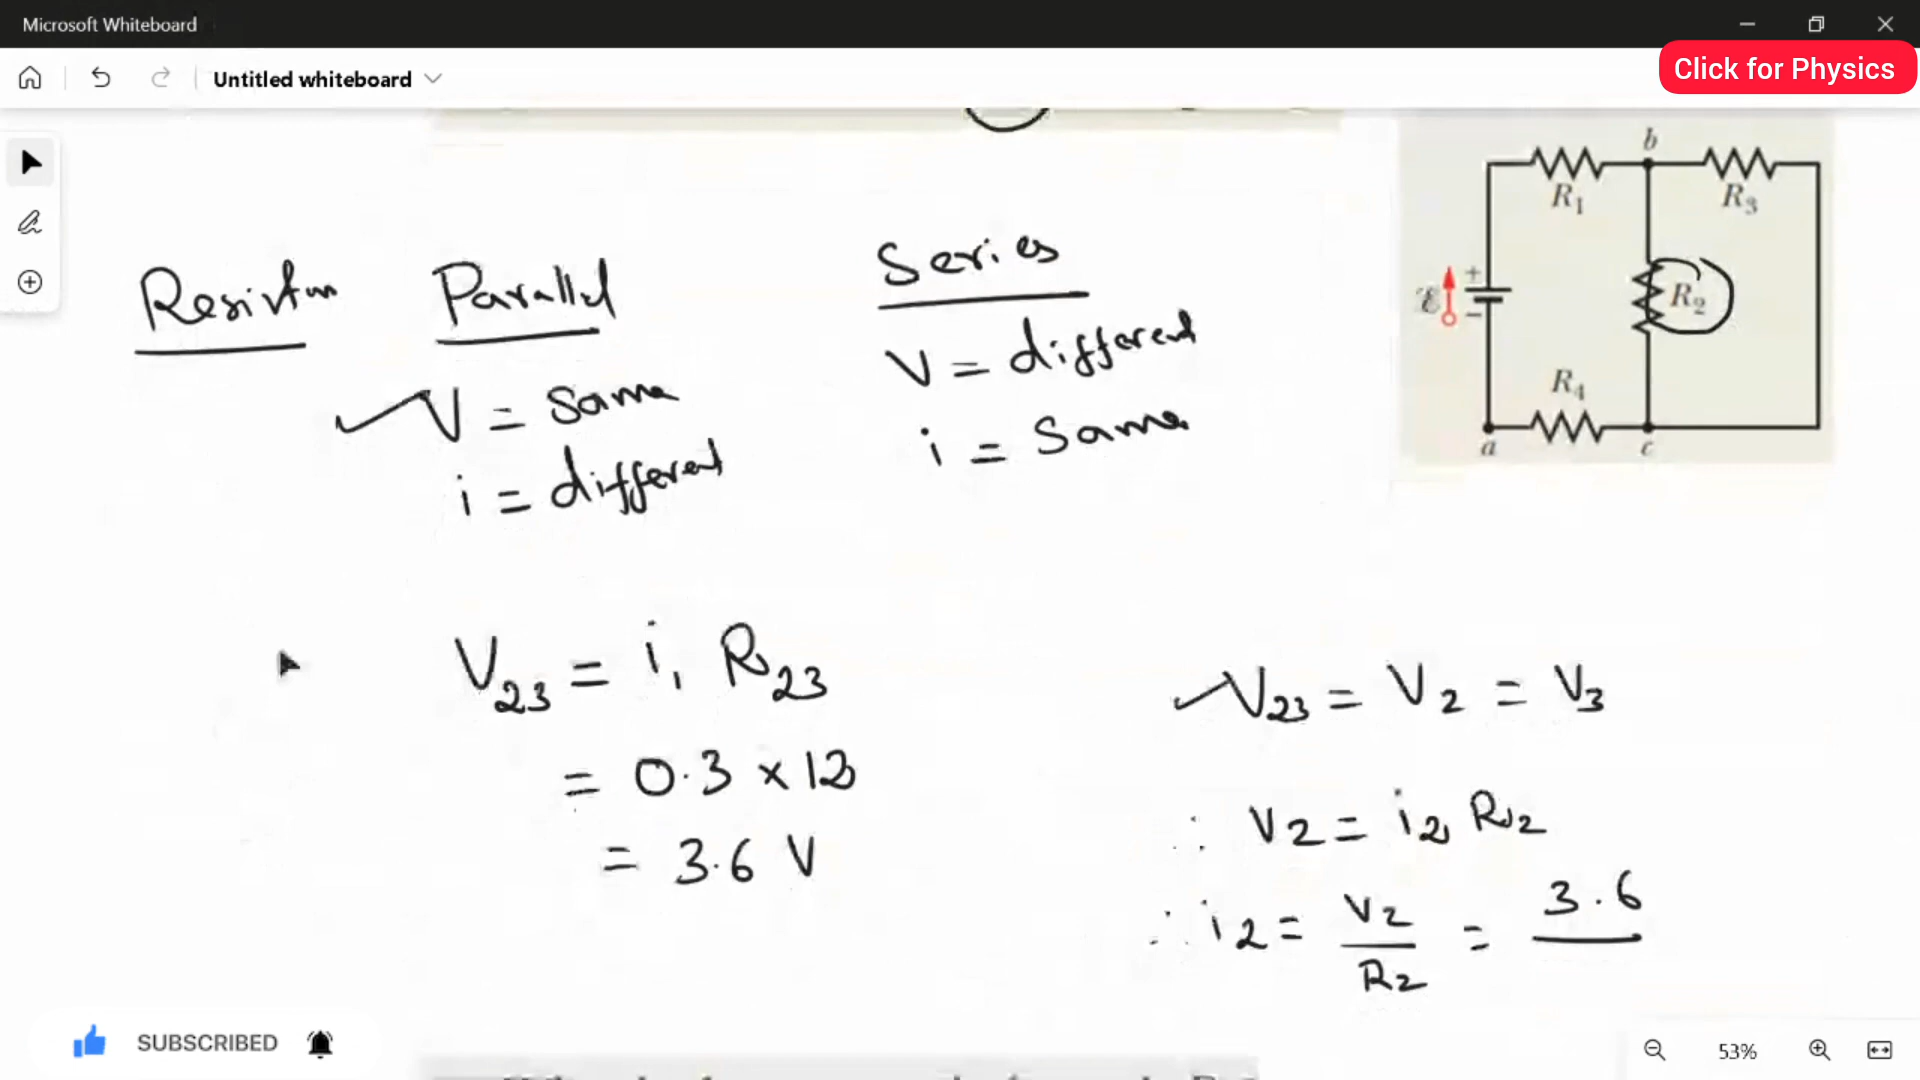 Microsoft Whiteboard
Untitled whiteboard
Click for Physics
b
R1
R3
+
ℰ
R2
−
R4
a
c
Parallel
Series
V = Same
V = different
i = different
i = Same
V23 = i1 R23
= 0.3 × 12
= 3.6 V
V23 = V2 = V3
∴ V2 = i2 R2
∴ i2 = V2 / R2 = 3.6
SUBSCRIBED
53%